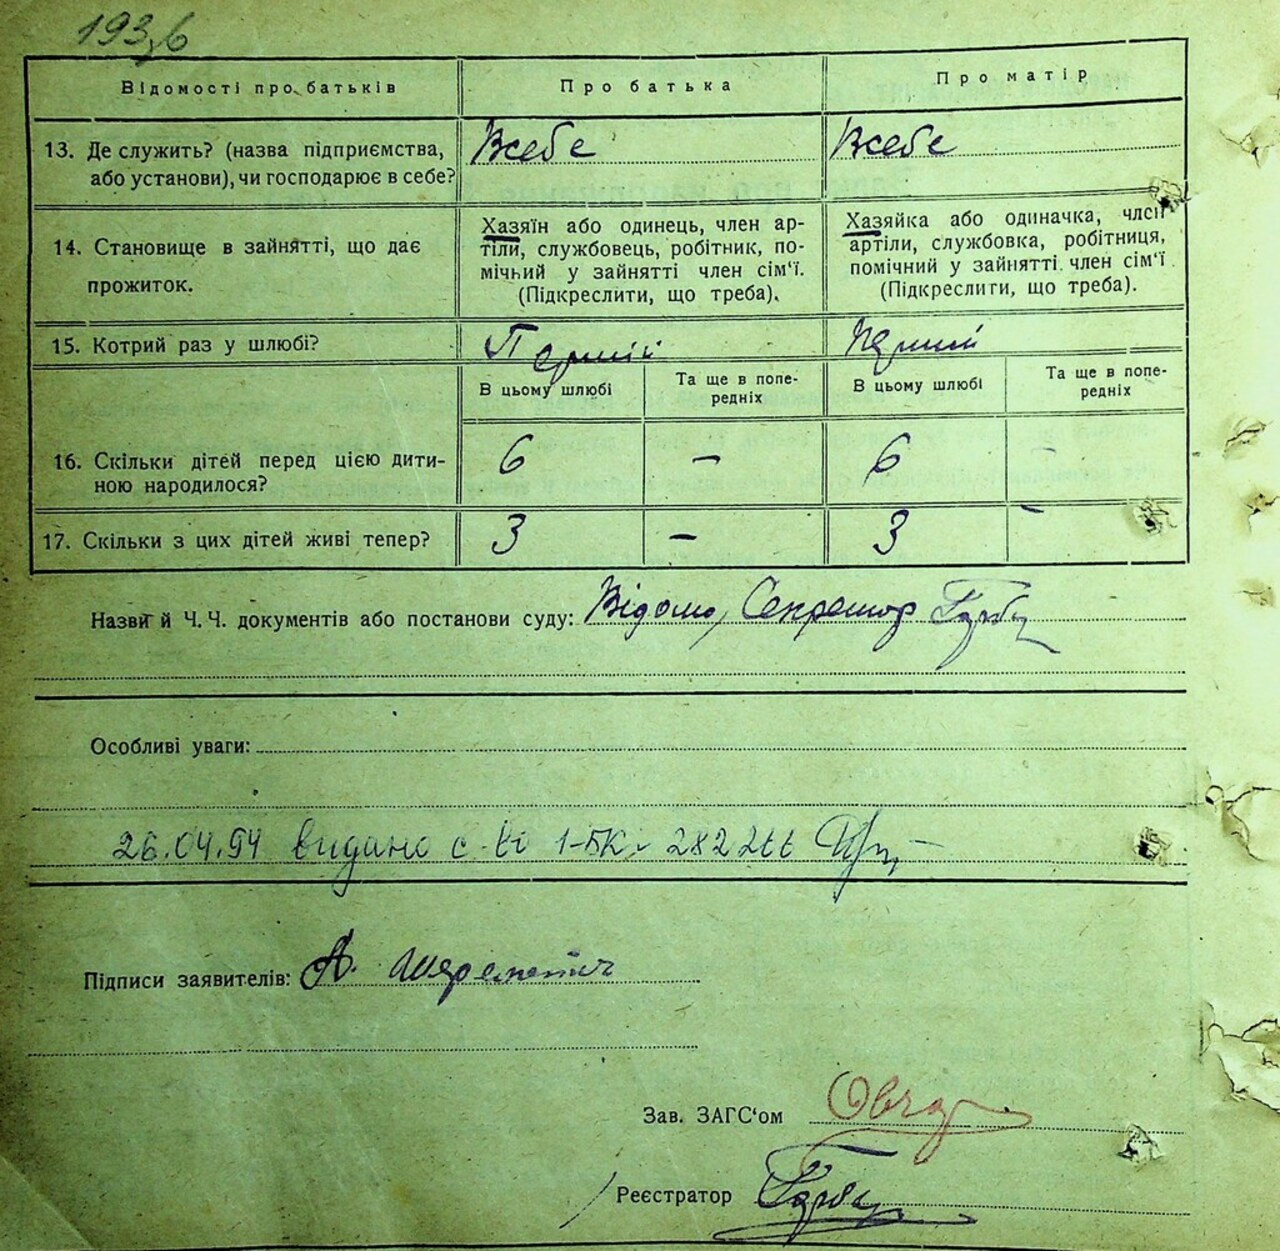 193,6
Відомості про батьків Про батька Про матір
13. Де служить? (назва підприємства, або установи), чи господарює в себе? Всебе Всебе
14. Становище в зайнятті, що дає прожиток.
Хазяїн або одинець, член ар-
тіли, службовець, робітник, по-
мічний у зайнятті член сім'ї.
(Підкреслити, що треба).
Хазяйка або одиначка, член
артіли, службовка, робітниця,
помічний у зайнятті член сім'ї.
(Підкреслити, що треба).
15. Котрий раз у шлюбі? Перший Перший
В цьому шлюбі Та ще в попе-
редніх В цьому шлюбі Та ще в попе-
редніх
16. Скільки дітей перед цією дити-
ною народилося? 6 – 6 –
17. Скільки з цих дітей живі тепер? 3 – 3 –
Назви й Ч. Ч. документів або постанови суду: Відомо, Секретар
Особливі уваги:
26.04.94 видано с-во 1-БК 282266
Підписи заявителів: А. Шереметич
Зав. ЗАГС'ом
Реєстратор